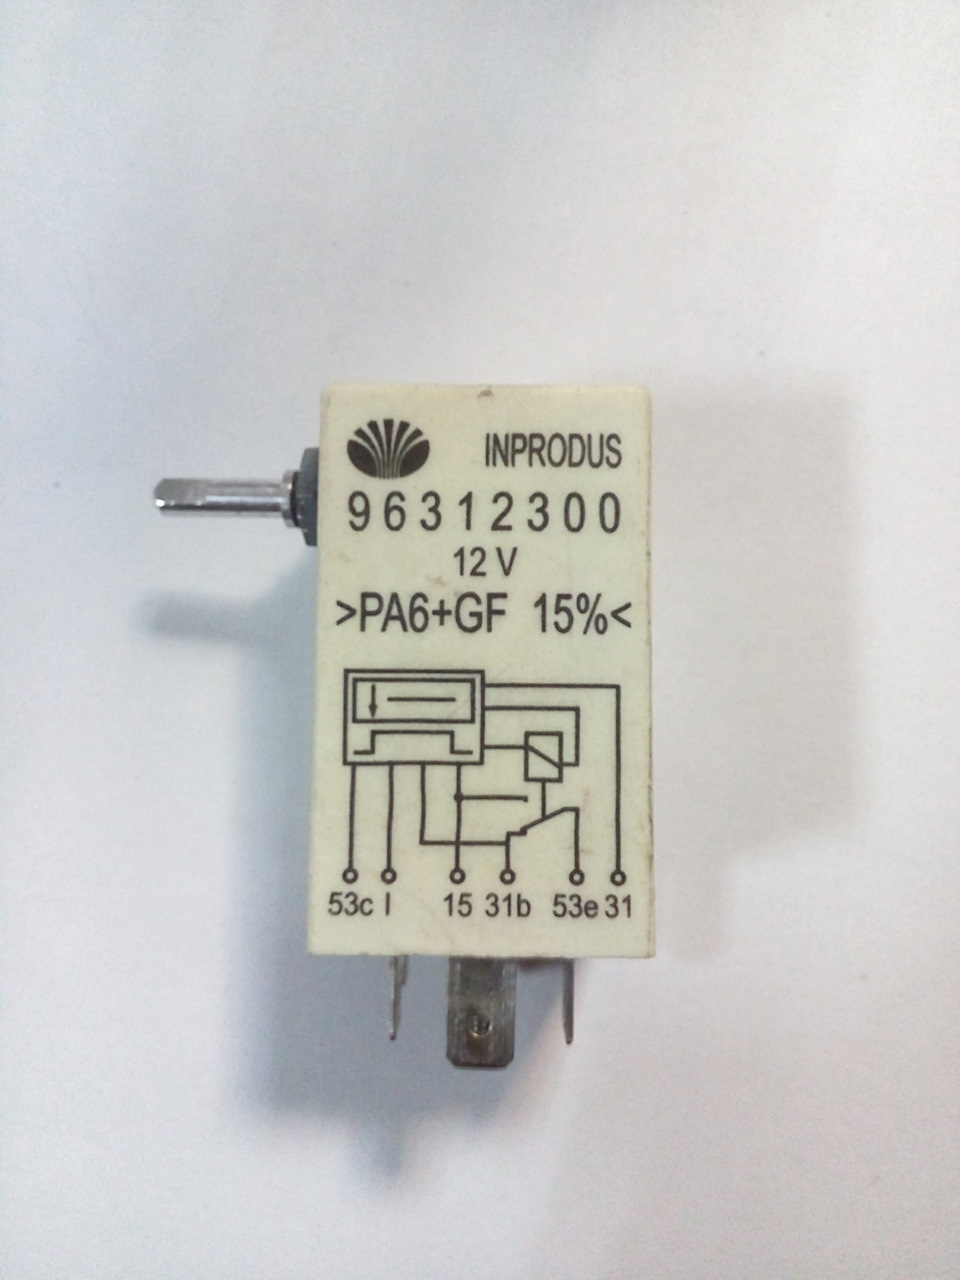 INPRODUS
96312300
12 V
>PA6+GF 15%<
53c I 15 31b 53e 31